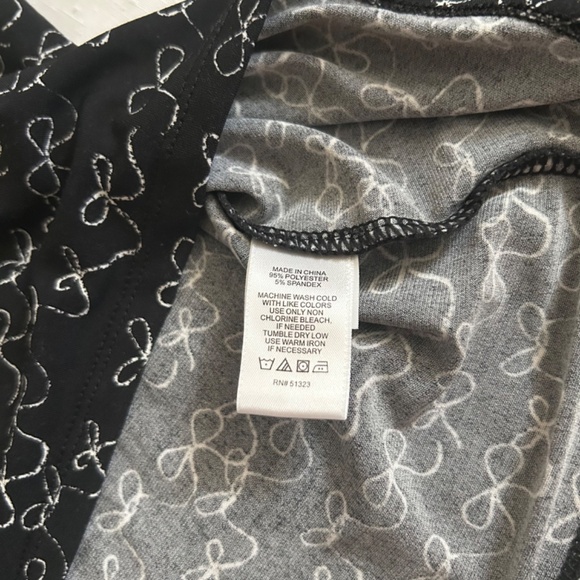 MADE IN CHINA
95% POLYESTER
5% SPANDEX
MACHINE WASH COLD
WITH LIKE COLORS
USE ONLY NON
CHLORINE BLEACH,
IF NEEDED
TUMBLE DRY LOW
USE WARM IRON
IF NECESSARY
RN# 51323